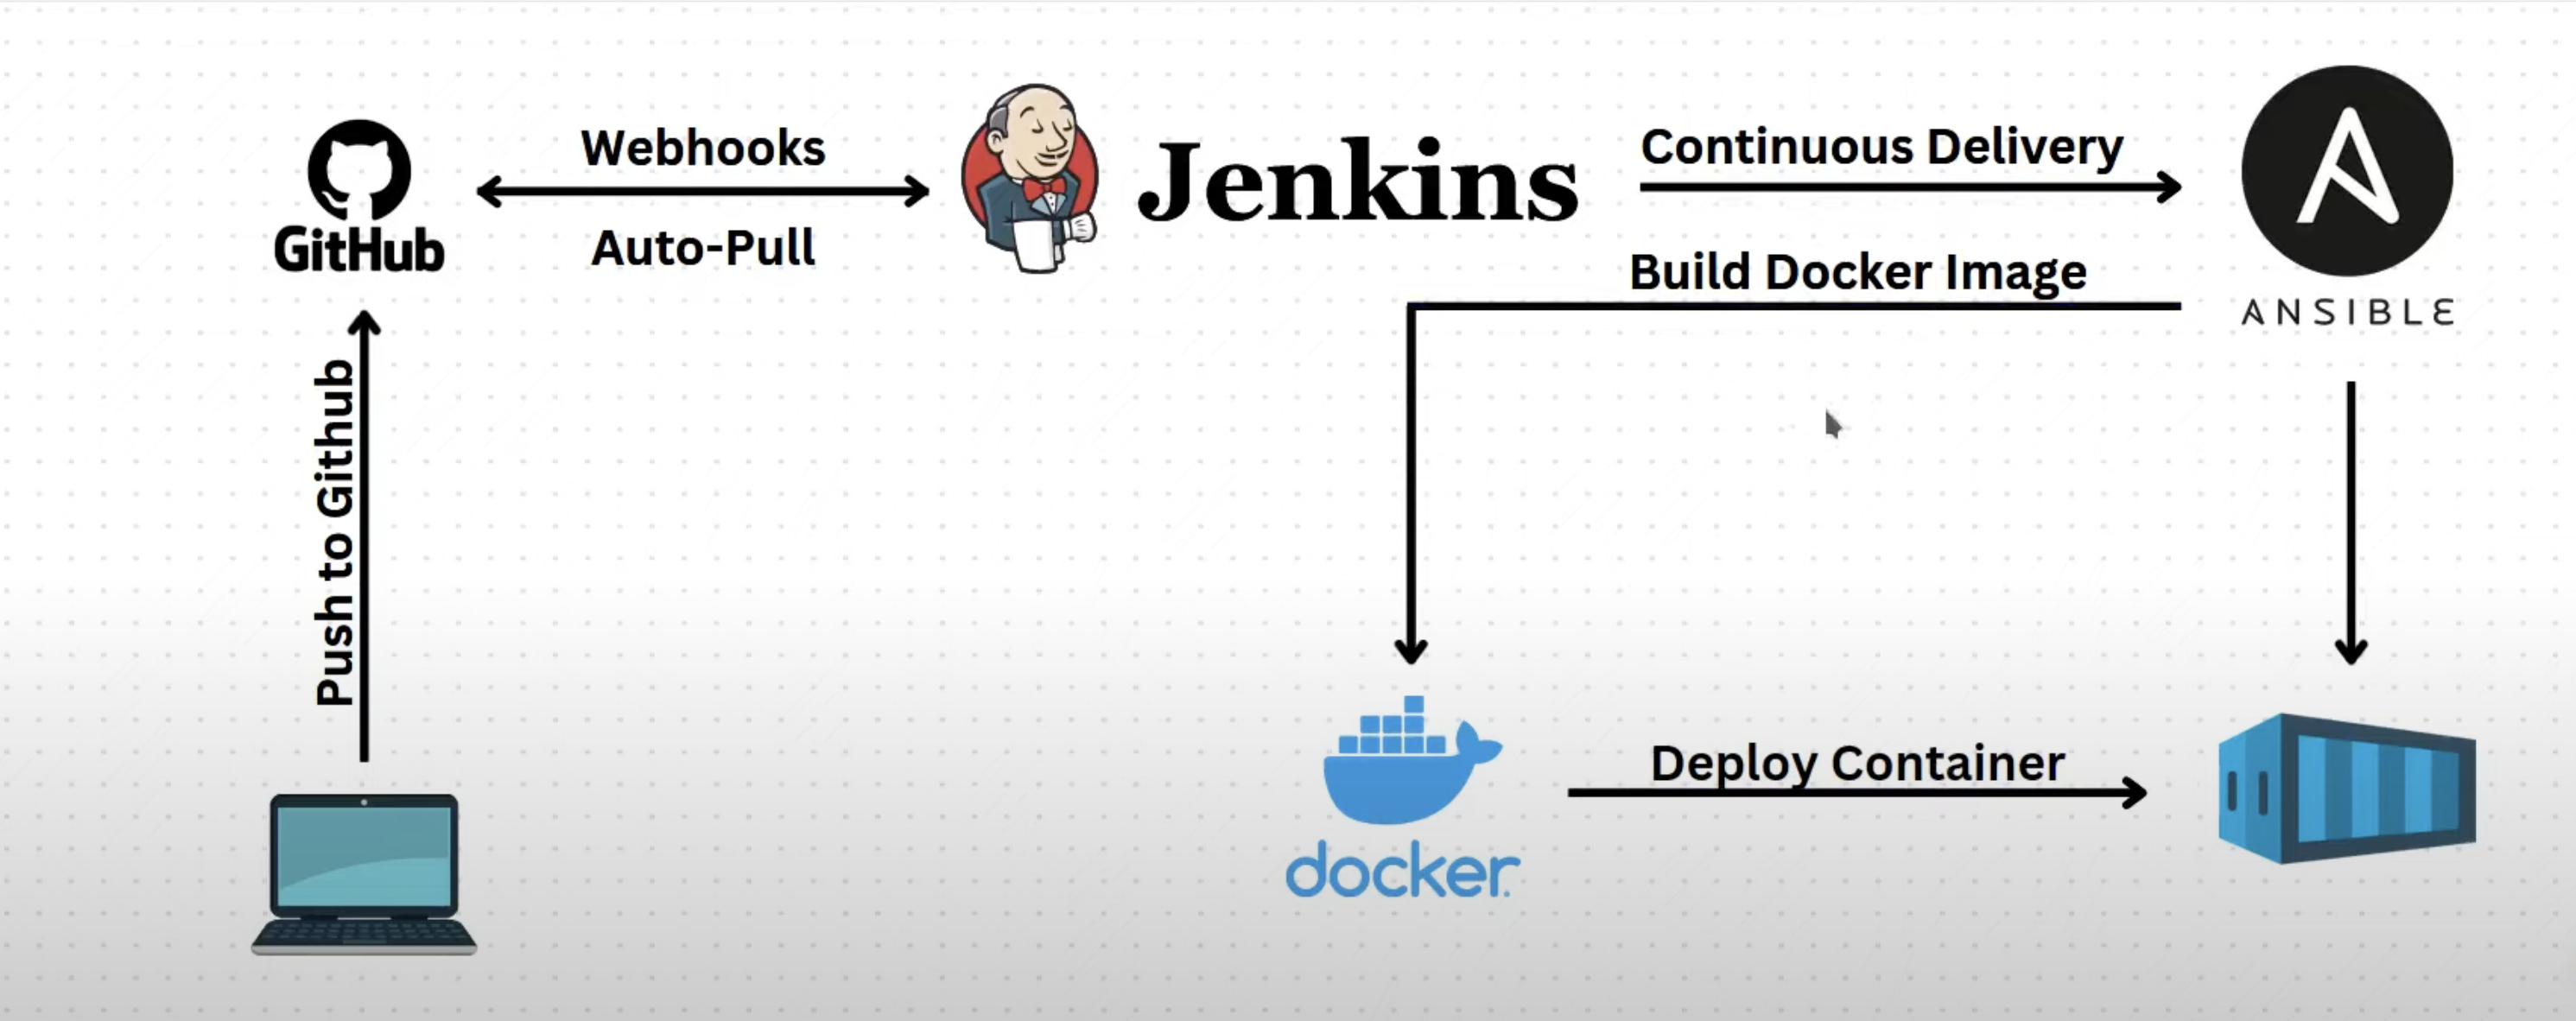 GitHub
Webhooks
Auto-Pull
Jenkins
Continuous Delivery
Build Docker Image
ANSIBLE
Push to Github
Deploy Container
docker